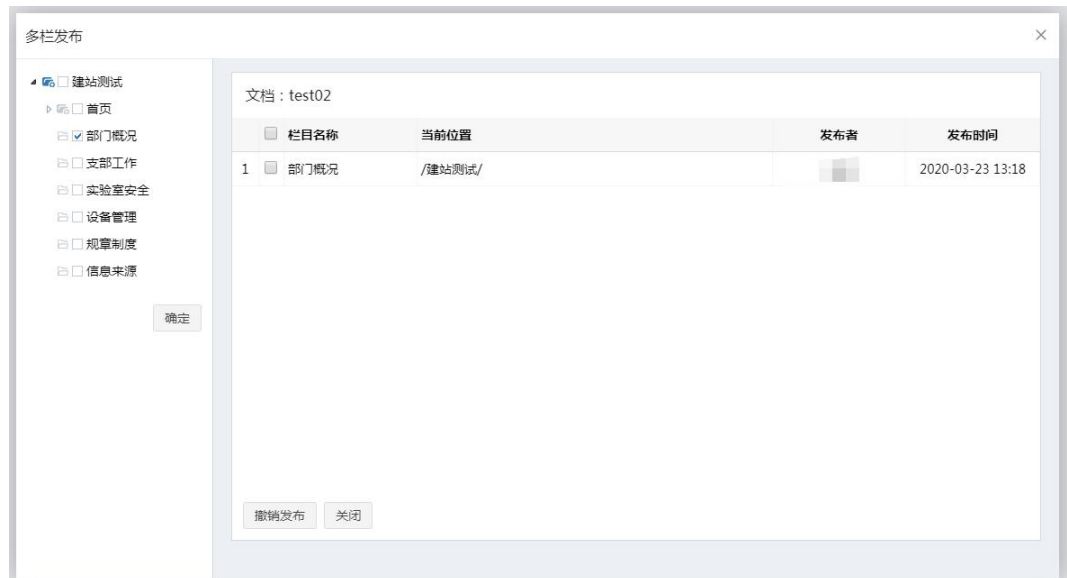 多栏发布
建站测试
首页
部门概况
支部工作
实验室安全
设备管理
规章制度
信息来源
确定
文档：test02
栏目名称 当前位置 发布者 发布时间
1 部门概况 /建站测试/ 2020-03-23 13:18
撤销发布 关闭